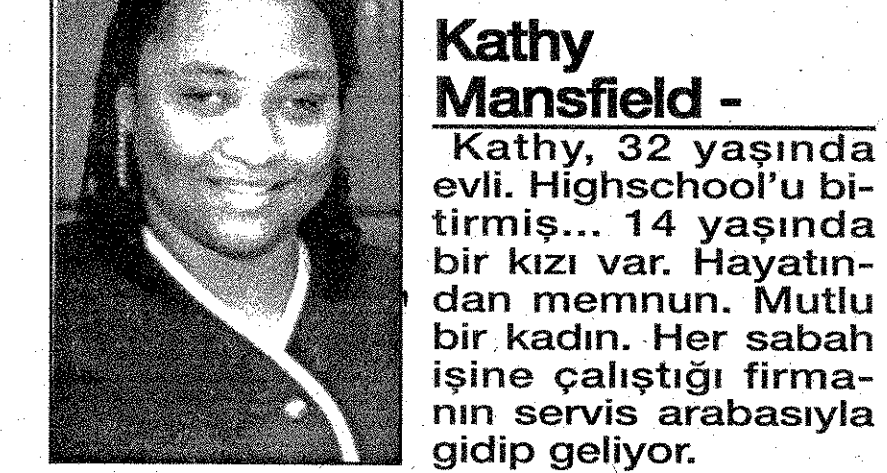 Kathy
Mansfield -
Kathy, 32 yaşında
evli. Highschool'u bi-
tirmiş... 14 yaşında
bir kızı var. Hayatın-
dan memnun. Mutlu
bir kadın. Her sabah
işine çalıştığı firma-
nın servis arabasıyla
gidip geliyor.